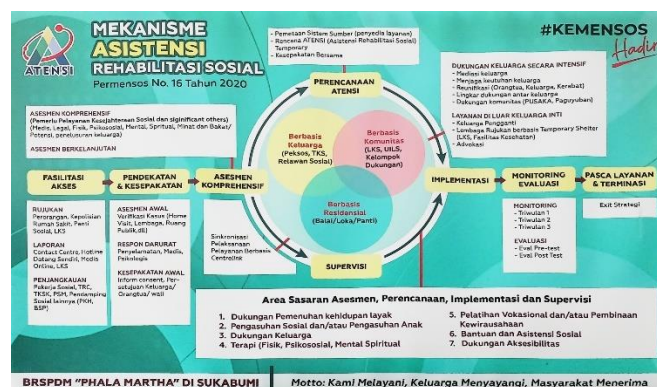 ATENSI
MEKANISME
ASISTENSI
REHABILITASI SOSIAL
Permensos No. 16 Tahun 2020
#KEMENSOS
Hadir
- Pemetaan Sistem Sumber (penyedia layanan)
- Rencana ATENSI (Asistensi Rehabilitasi Sosial)
Temporary
- Kesepakatan Bersama
PERENCANAAN
ATENSI
DUKUNGAN KELUARGA SECARA INTENSIF
- Mediasi keluarga
- Menjaga keutuhan keluarga
- Reunifikasi (Orangtea, Keluarga, Kerabat)
- Lingkar dukungan antar keluarga
- Dukungan komunitas (PUSAKA, Paguyuban)
LAYANAN DI LUAR KELUARGA INTI
- Keluarga Pengganti
- Lembaga Rujukan berbasis Temporary Shelter
(LKS, Fasilitas Kesehatan)
- Advokasi
ASESMEN KOMPREHENSIF
(Pemerlu Pelayanan Kesejahteraan Sosial dan siginificant others)
(Medis, Legal, Fisik, Psikososial, Mental, Spritual, Minat dan Bakat/
Potensi, penelusuran keluarga)
ASESMEN BERKELANJUTAN
Berbasis
Keluarga
(Peksos, TKS,
Relawan Sosial)
Berbasis
Komunitas
(LKS, UILS,
Kelompok
Dukungan)
Berbasis
Residensial
(Balai/Loka/Panti)
FASILITASI
AKSES
PENDEKATAN
& KESEPAKATAN
ASESMEN
KOMPREHENSIF
IMPLEMENTASI
MONITORING
EVALUASI
PASCA LAYANAN
& TERMINASI
RUJUKAN
Perorangan, Kepolisian
Rumah Sakit, Panti
Sosial, LKS
LAPORAN
Contact Centre, Hotline
Datang Sendiri, Media
Online, LKS
PENJANGKAUAN
Pekerja Sosial, TRC,
TKSK, PSM, Pendamping
Sosial lainnya (PKH,
BSP)
ASESMEN AWAL
Verifikasi Kasus (Home
Visit, Lembaga, Ruang
Publik,dll)
RESPON DARURAT
Penyelamatan, Medis,
Psikologis
KESEPAKATAN AWAL
Inform consent, Per-
setujuan Keluarga/
Orangtua/ wali
Sinkronisasi
Pelaksanaan
Pelayanan Berbasis
Centrelink
SUPERVISI
MONITORING
- Triwulan 1
- Triwulan 2
- Triwulan 3
EVALUASI
- Eval Pre-test
- Eval Post Test
Exit Strategi
Area Sasaran Asesmen, Perencanaan, Implementasi dan Supervisi
1. Dukungan Pemenuhan kehidupan layak
2. Pengasuhan Sosial dan/atau Pengasuhan Anak
3. Dukungan Keluarga
4. Terapi (Fisik, Psikososial, Mental Spiritual
5. Pelatihan Vokasional dan/atau Pembinaan
Kewirausahaan
6. Bantuan dan Asistensi Sosial
7. Dukungan Aksesibilitas
BRSPDM "PHALA MARTHA" DI SUKABUMI
Motto: Kami Melayani, Keluarga Menyayangi, Masyarakat Menerima